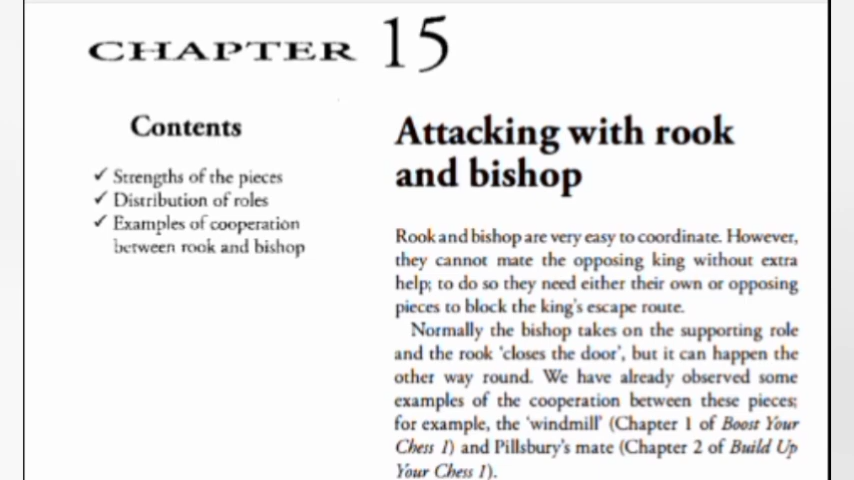 CHAPTER 15
Contents
✓ Strengths of the pieces
✓ Distribution of roles
✓ Examples of cooperation
between rook and bishop
Attacking with rook
and bishop
Rook and bishop are very easy to coordinate. However,
they cannot mate the opposing king without extra
help; to do so they need either their own or opposing
pieces to block the king's escape route.
Normally the bishop takes on the supporting role
and the rook 'closes the door', but it can happen the
other way round. We have already observed some
examples of the cooperation between these pieces;
for example, the 'windmill' (Chapter 1 of Boost Your
Chess 1) and Pillsbury's mate (Chapter 2 of Build Up
Your Chess 1).